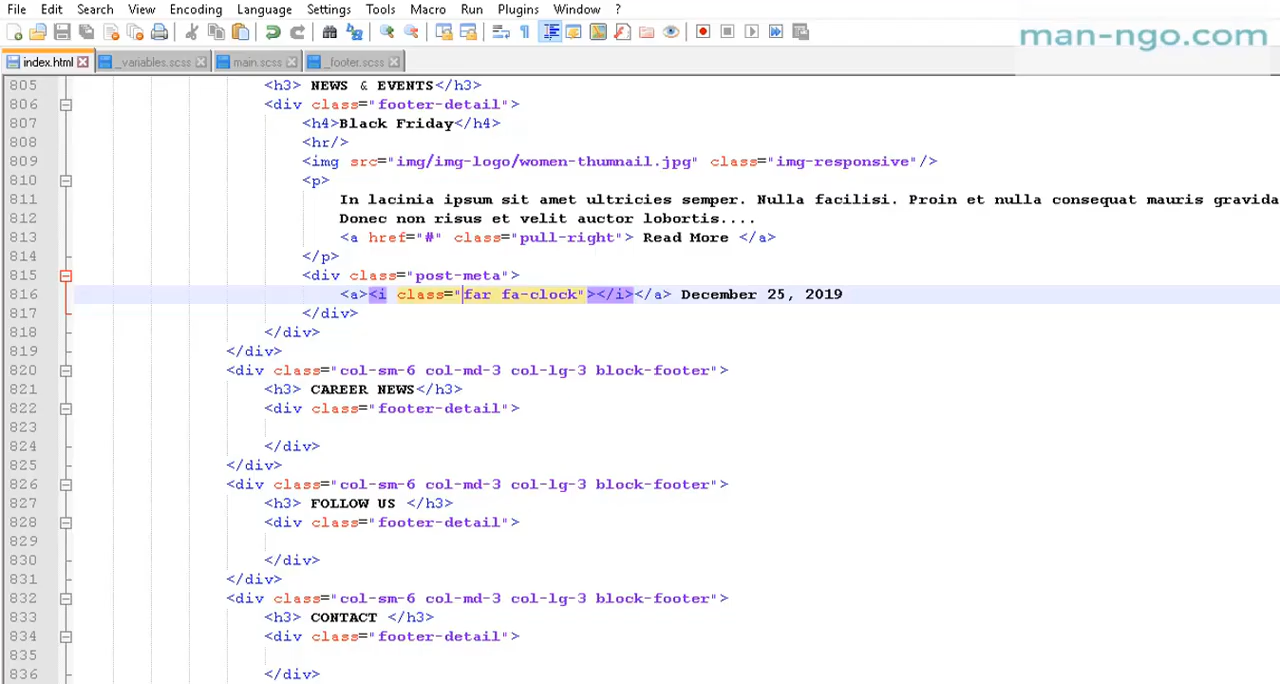 File Edit Search View Encoding Language Settings Tools Macro Run Plugins Window ?
man-ngo.com
index.html _variables.scss main.scss _footer.scss
805 <h3> NEWS & EVENTS</h3>
806 <div class="footer-detail">
807 <h4>Black Friday</h4>
808 <hr/>
809 <img src="img/img-logo/women-thumnail.jpg" class="img-responsive"/>
810 <p>
811 In lacinia ipsum sit amet ultricies semper. Nulla facilisi. Proin et nulla consequat mauris gravida
812 Donec non risus et velit auctor lobortis....
813 <a href="#" class="pull-right"> Read More </a>
814 </p>
815 <div class="post-meta">
816 <a><i class="far fa-clock"></i></a> December 25, 2019
817 </div>
818 </div>
819 </div>
820 <div class="col-sm-6 col-md-3 col-lg-3 block-footer">
821 <h3> CAREER NEWS</h3>
822 <div class="footer-detail">
823
824 </div>
825 </div>
826 <div class="col-sm-6 col-md-3 col-lg-3 block-footer">
827 <h3> FOLLOW US </h3>
828 <div class="footer-detail">
829
830 </div>
831 </div>
832 <div class="col-sm-6 col-md-3 col-lg-3 block-footer">
833 <h3> CONTACT </h3>
834 <div class="footer-detail">
835
836 </div>